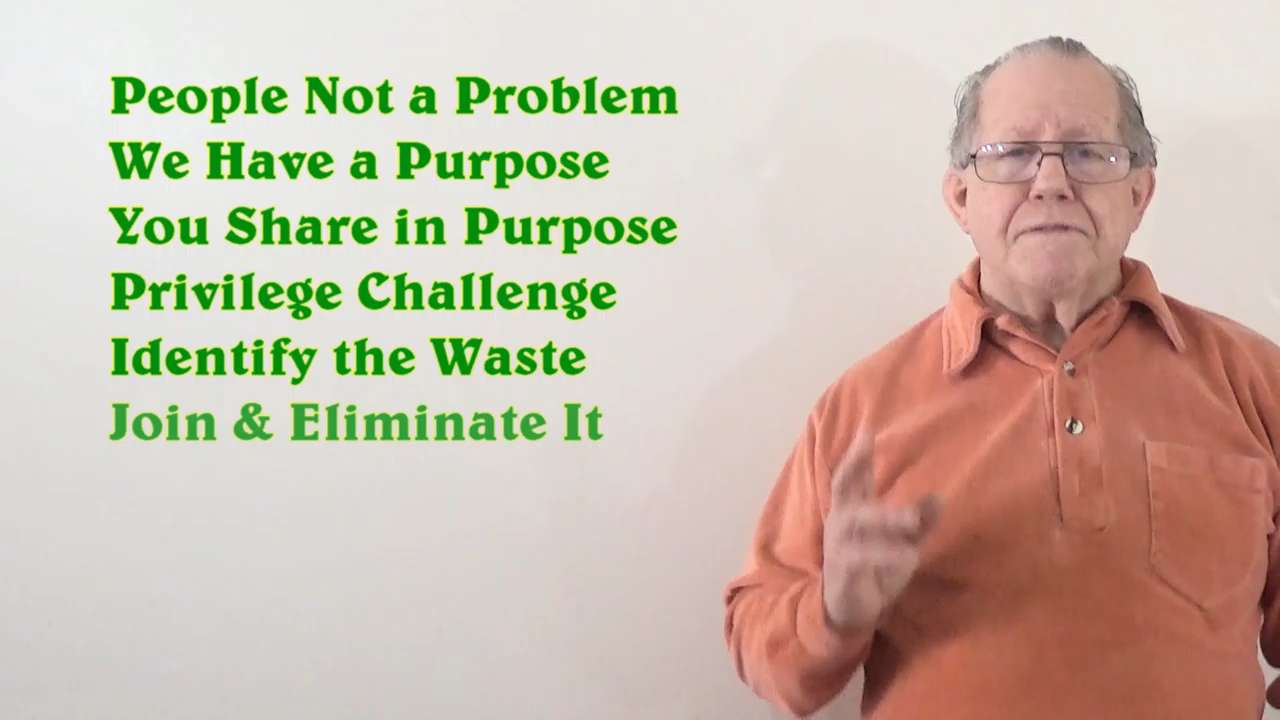 People Not a Problem
We Have a Purpose
You Share in Purpose
Privilege Challenge
Identify the Waste
Join & Eliminate It